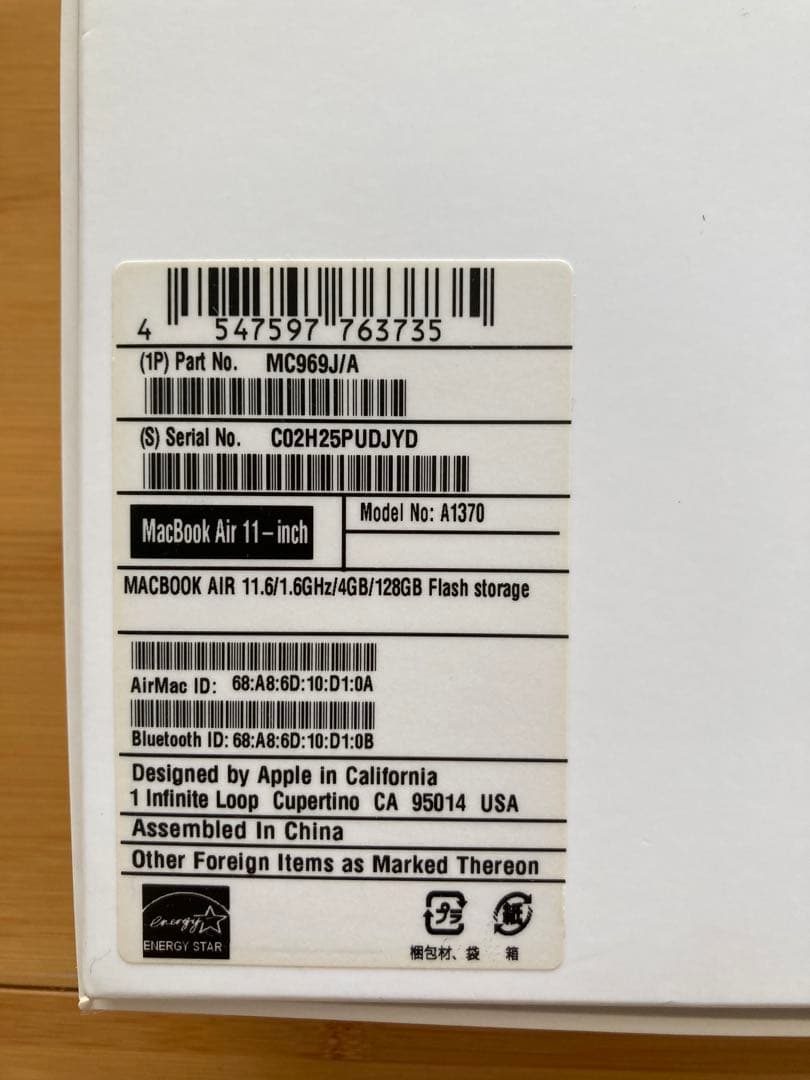 4 547597 763735
(1P) Part No. MC969J/A
(S) Serial No. C02H25PUDJYD
MacBook Air 11-inch
Model No: A1370
MACBOOK AIR 11.6/1.6GHz/4GB/128GB Flash storage
AirMac ID: 68:A8:6D:10:D1:0A
Bluetooth ID: 68:A8:6D:10:D1:0B
Designed by Apple in California
1 Infinite Loop Cupertino CA 95014 USA
Assembled In China
Other Foreign Items as Marked Thereon
energy
ENERGY STAR
プラ
紙
梱包材、袋 箱